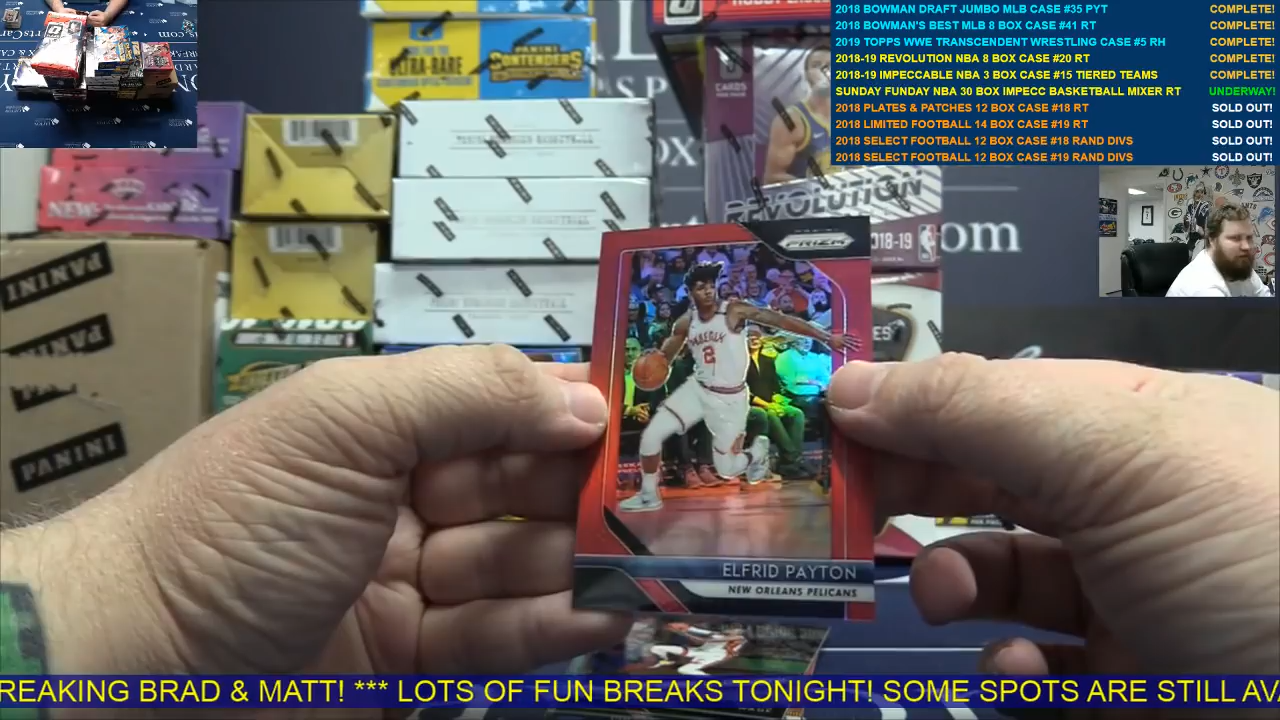 2018 BOWMAN DRAFT JUMBO MLB CASE #35 PYT COMPLETE!
2018 BOWMAN'S BEST MLB 8 BOX CASE #41 RT COMPLETE!
2019 TOPPS WWE TRANSCENDENT WRESTLING CASE #5 RH COMPLETE!
2018-19 REVOLUTION NBA 8 BOX CASE #20 RT COMPLETE!
2018-19 IMPECCABLE NBA 3 BOX CASE #15 TIERED TEAMS COMPLETE!
SUNDAY FUNDAY NBA 30 BOX IMPECC BASKETBALL MIXER RT UNDERWAY!
2018 PLATES & PATCHES 12 BOX CASE #18 RT SOLD OUT!
2018 LIMITED FOOTBALL 14 BOX CASE #19 RT SOLD OUT!
2018 SELECT FOOTBALL 12 BOX CASE #18 RAND DIVS SOLD OUT!
2018 SELECT FOOTBALL 12 BOX CASE #19 RAND DIVS SOLD OUT!
ULTRA-RARE
PANINI
CONTENDERS
CARDS
REVOLUTION
2018-19
om
PANINI
PANINI
PRIZM
PHOENIX
2
ELFRID PAYTON
NEW ORLEANS PELICANS
REAKING BRAD & MATT! *** LOTS OF FUN BREAKS TONIGHT! SOME SPOTS ARE STILL AV